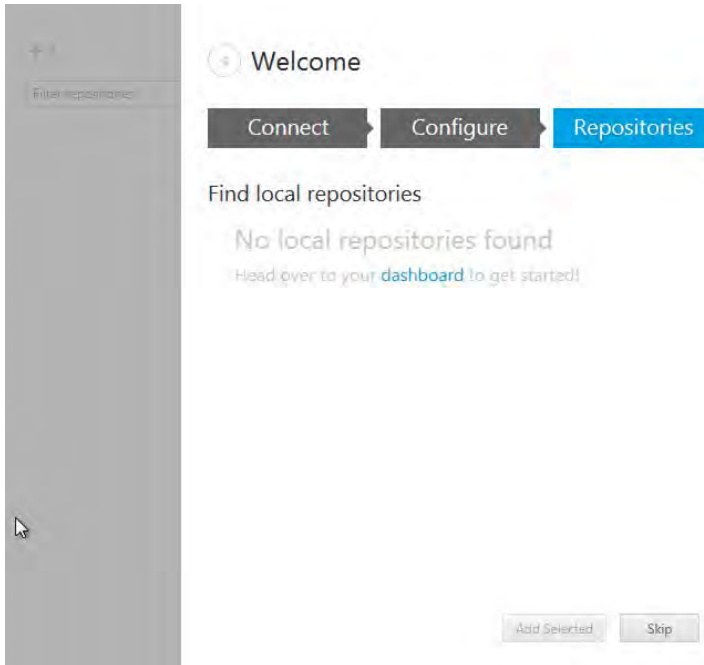 Filter repositories
Welcome
Connect Configure Repositories
Find local repositories
No local repositories found
Head over to your dashboard to get started!
Add Selected Skip